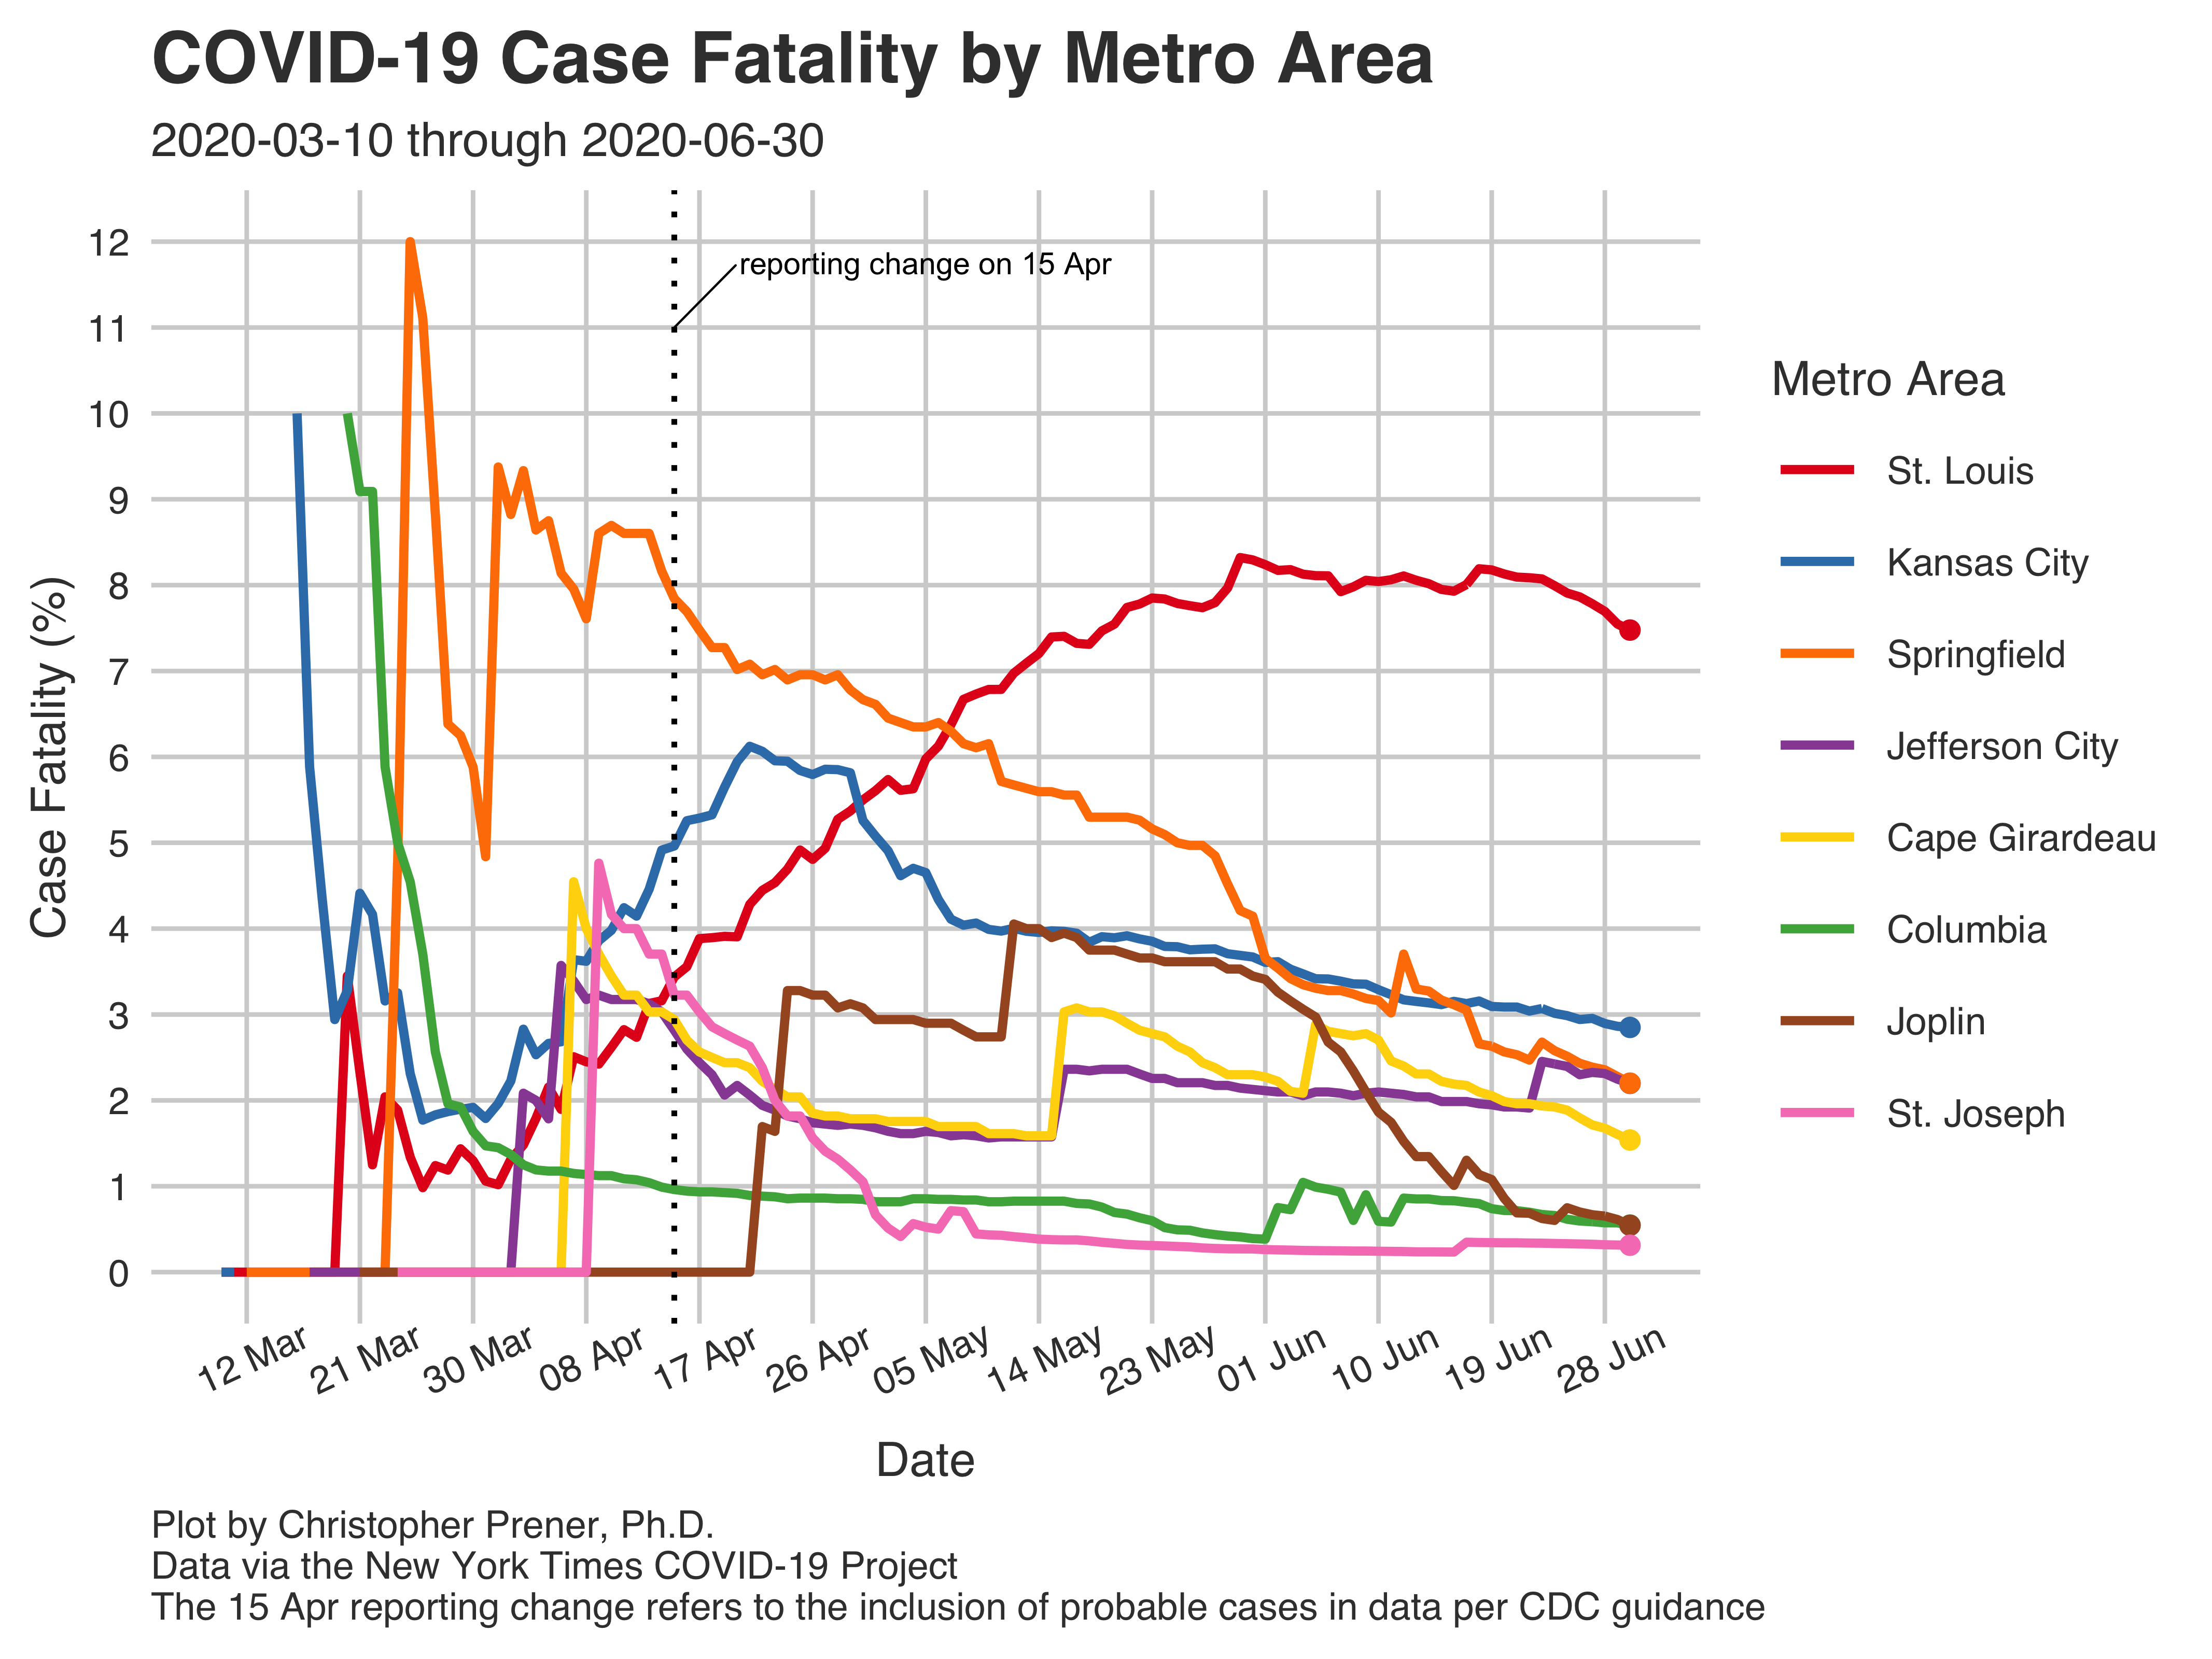 COVID-19 Case Fatality by Metro Area
2020-03-10 through 2020-06-30
12
11
10
9
8
7
6
5
4
3
2
1
0
Case Fatality (%)
reporting change on 15 Apr
12 Mar
21 Mar
30 Mar
08 Apr
17 Apr
26 Apr
05 May
14 May
23 May
01 Jun
10 Jun
19 Jun
28 Jun
Date
Metro Area
St. Louis
Kansas City
Springfield
Jefferson City
Cape Girardeau
Columbia
Joplin
St. Joseph
Plot by Christopher Prener, Ph.D.
Data via the New York Times COVID-19 Project
The 15 Apr reporting change refers to the inclusion of probable cases in data per CDC guidance